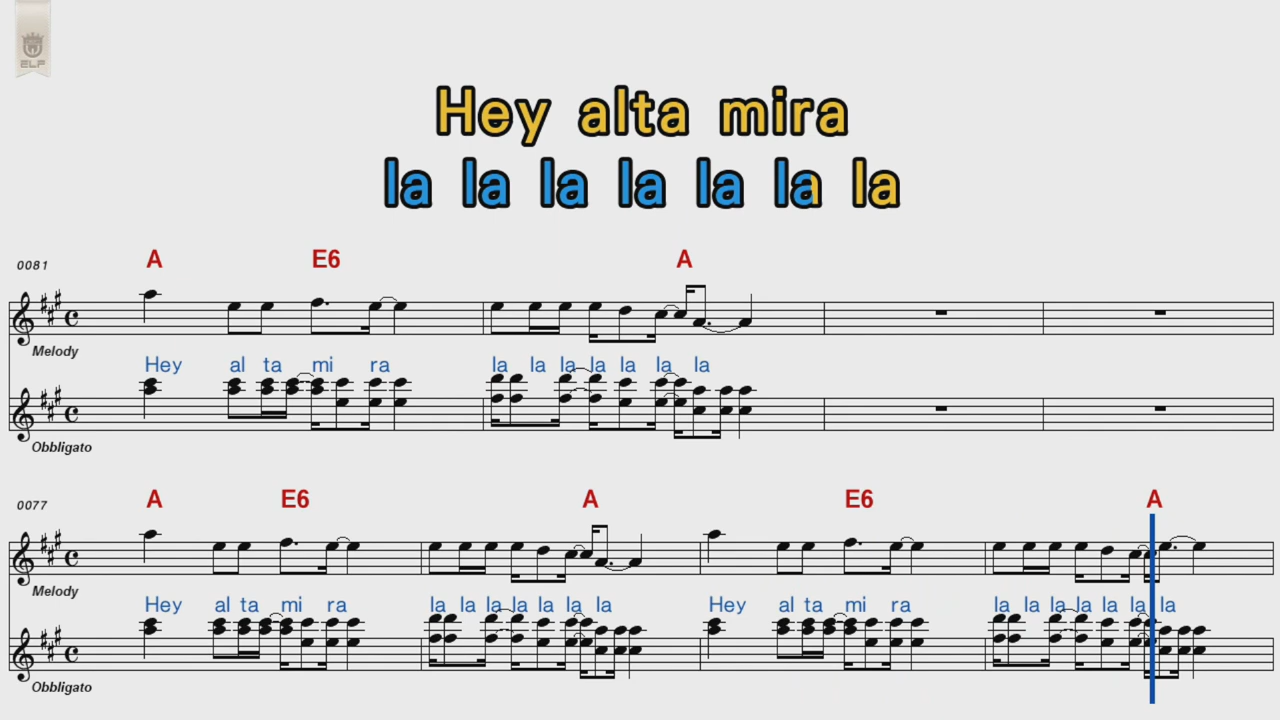 ELF
Hey alta mira
la la la la la la la
0081 A E6 A
Melody
Hey al ta mi ra la la la la la la la
Obbligato
0077 A E6 A E6 A
Melody
Hey al ta mi ra la la la la la la la Hey al ta mi ra la la la la la la la
Obbligato